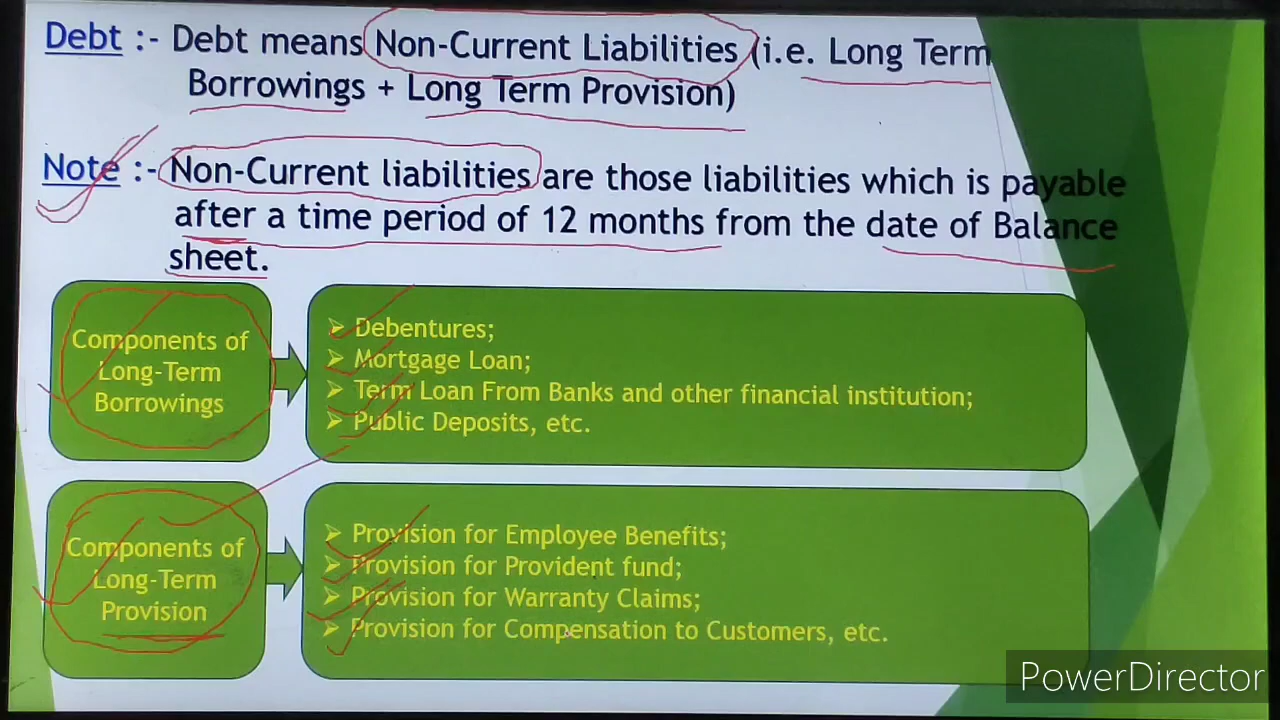 Debt :- Debt means Non-Current Liabilities (i.e. Long Term
Borrowings + Long Term Provision)
Note :- Non-Current liabilities are those liabilities which is payable
after a time period of 12 months from the date of Balance
sheet.
Components of
Long-Term
Borrowings
➢ Debentures;
➢ Mortgage Loan;
➢ Term Loan From Banks and other financial institution;
➢ Public Deposits, etc.
Components of
Long-Term
Provision
➢ Provision for Employee Benefits;
➢ Provision for Provident fund;
➢ Provision for Warranty Claims;
➢ Provision for Compensation to Customers, etc.
PowerDirector